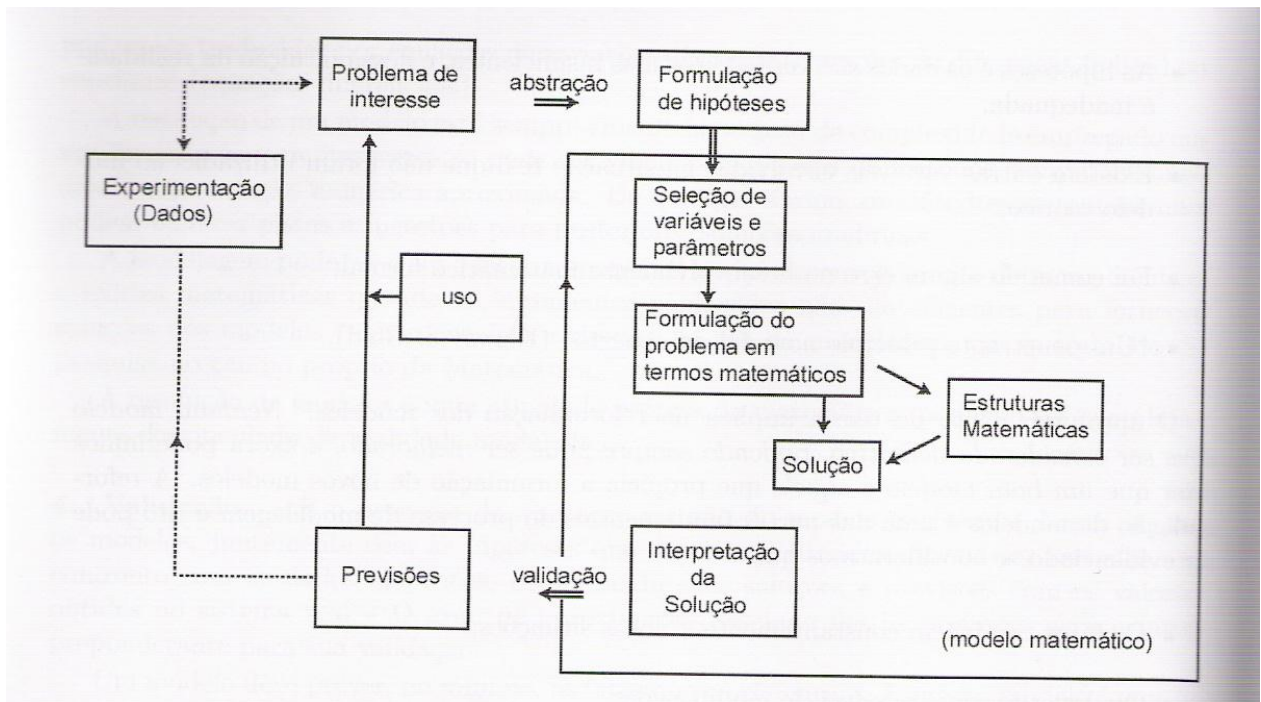 Problema de
interesse
abstração
Formulação
de hipóteses
Experimentação
(Dados)
Seleção de
variáveis e
parâmetros
uso
Formulação do
problema em
termos matemáticos
Estruturas
Matemáticas
Solução
Previsões
validação
Interpretação
da
Solução
(modelo matemático)